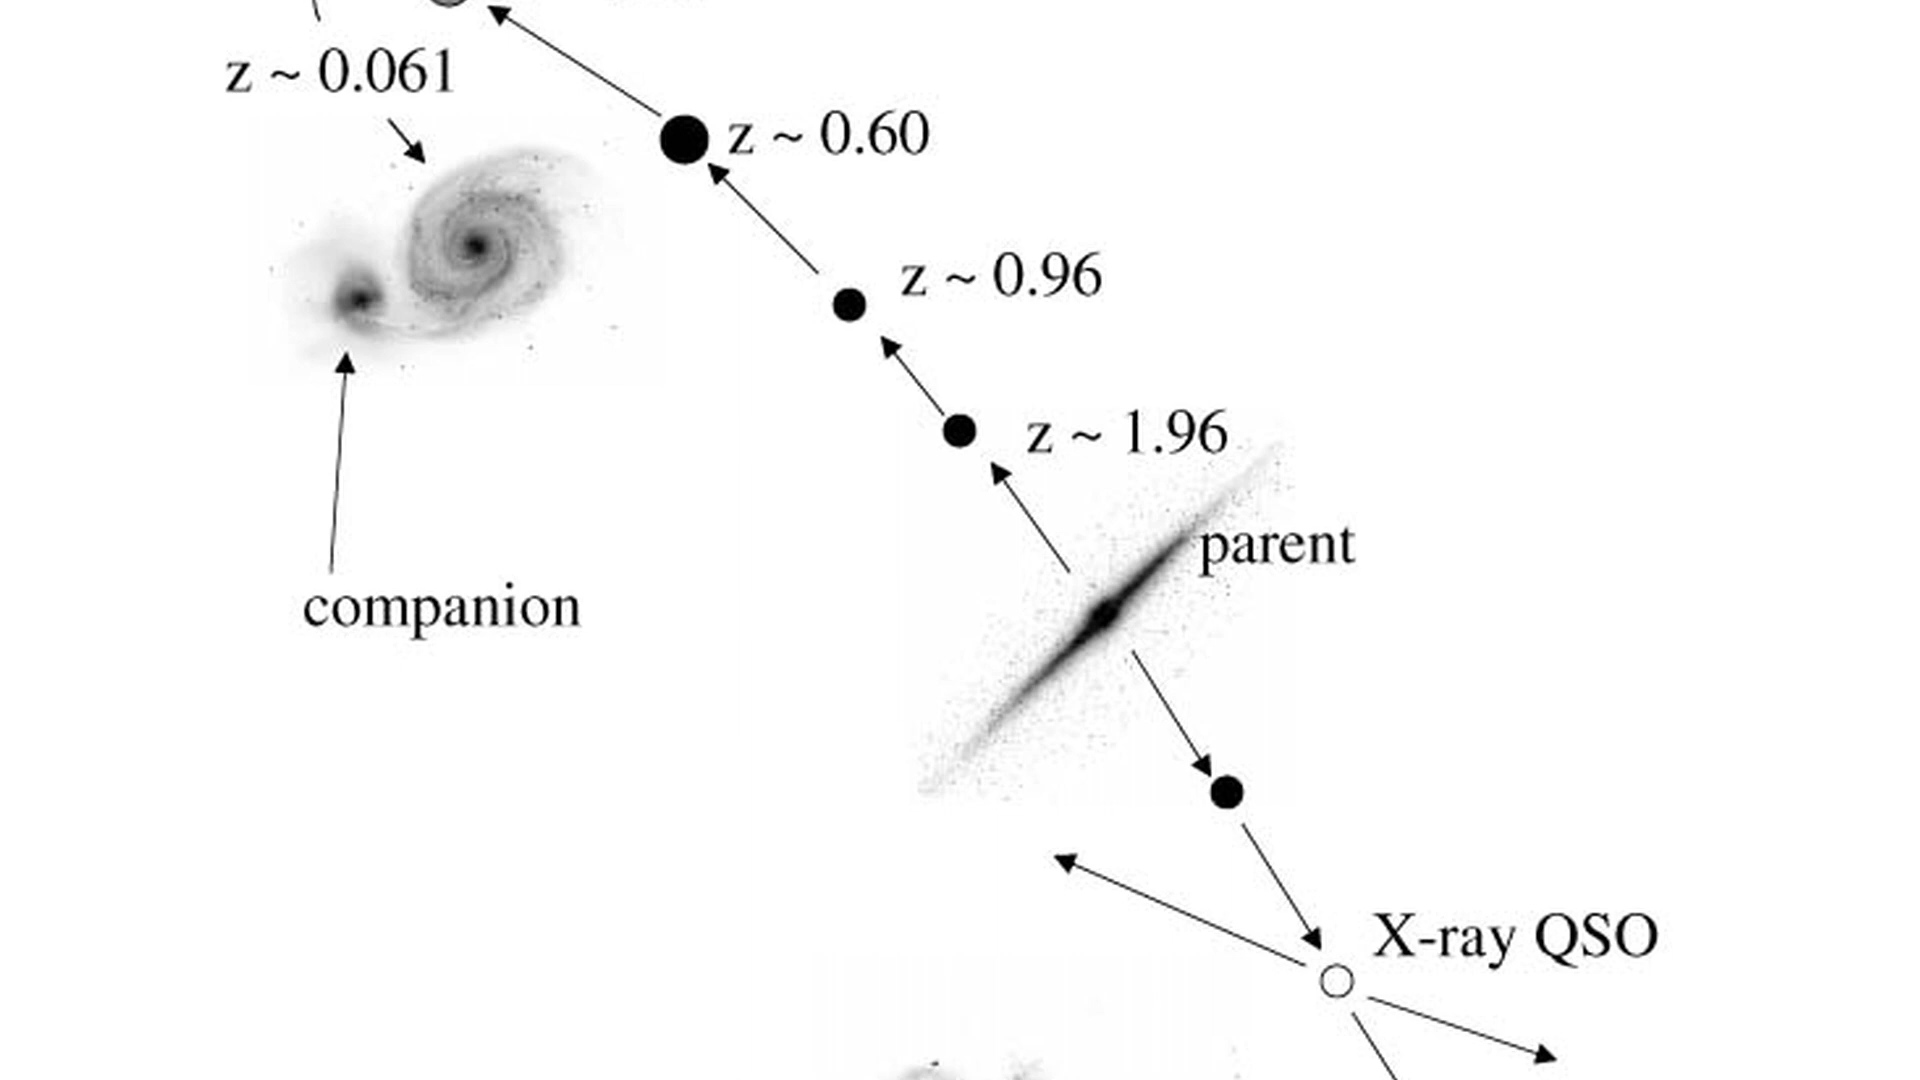 z ~ 0.061
z ~ 0.60
z ~ 0.96
z ~ 1.96
parent
companion
X-ray QSO